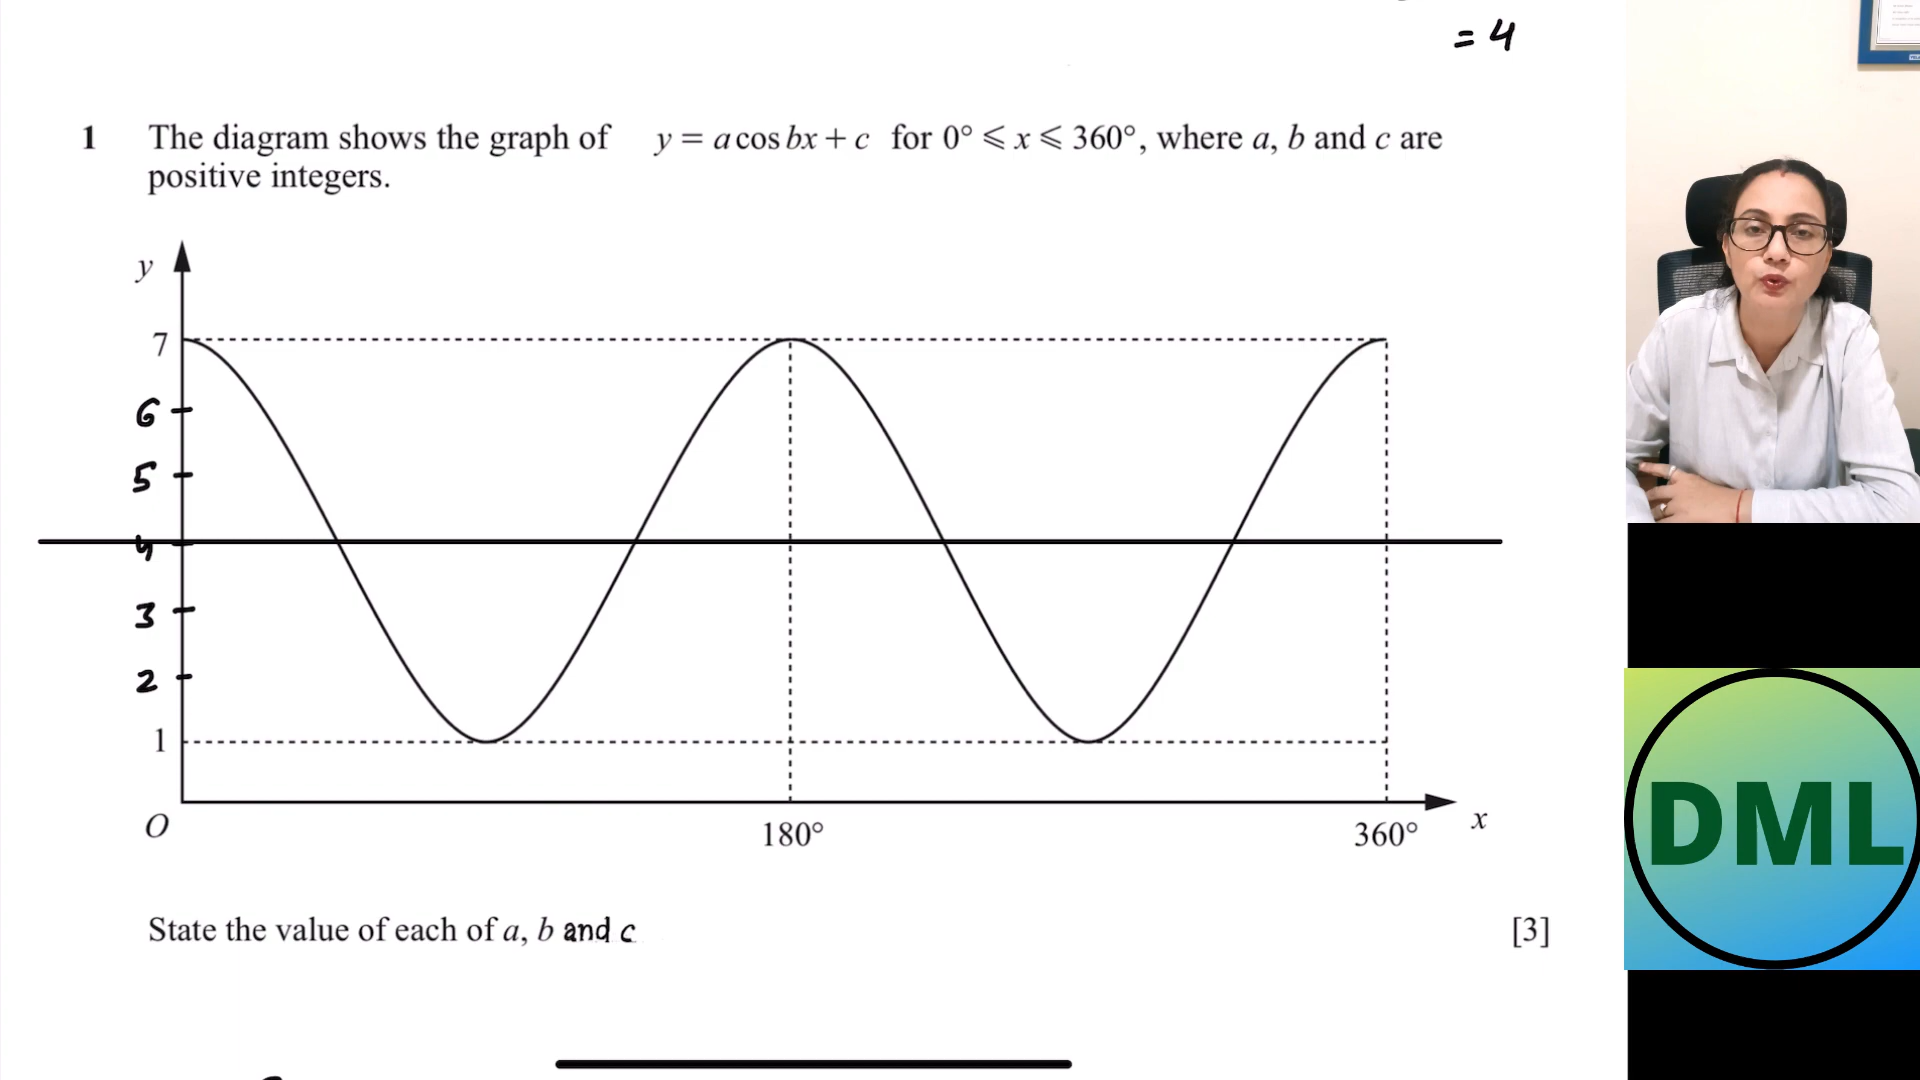 = 4
1 The diagram shows the graph of y = a cos bx + c for 0° ⩽ x ⩽ 360°, where a, b and c are
positive integers.
y
7
6
5
4
3
2
1
O
180°
360°
x
State the value of each of a, b and c
[3]
DML